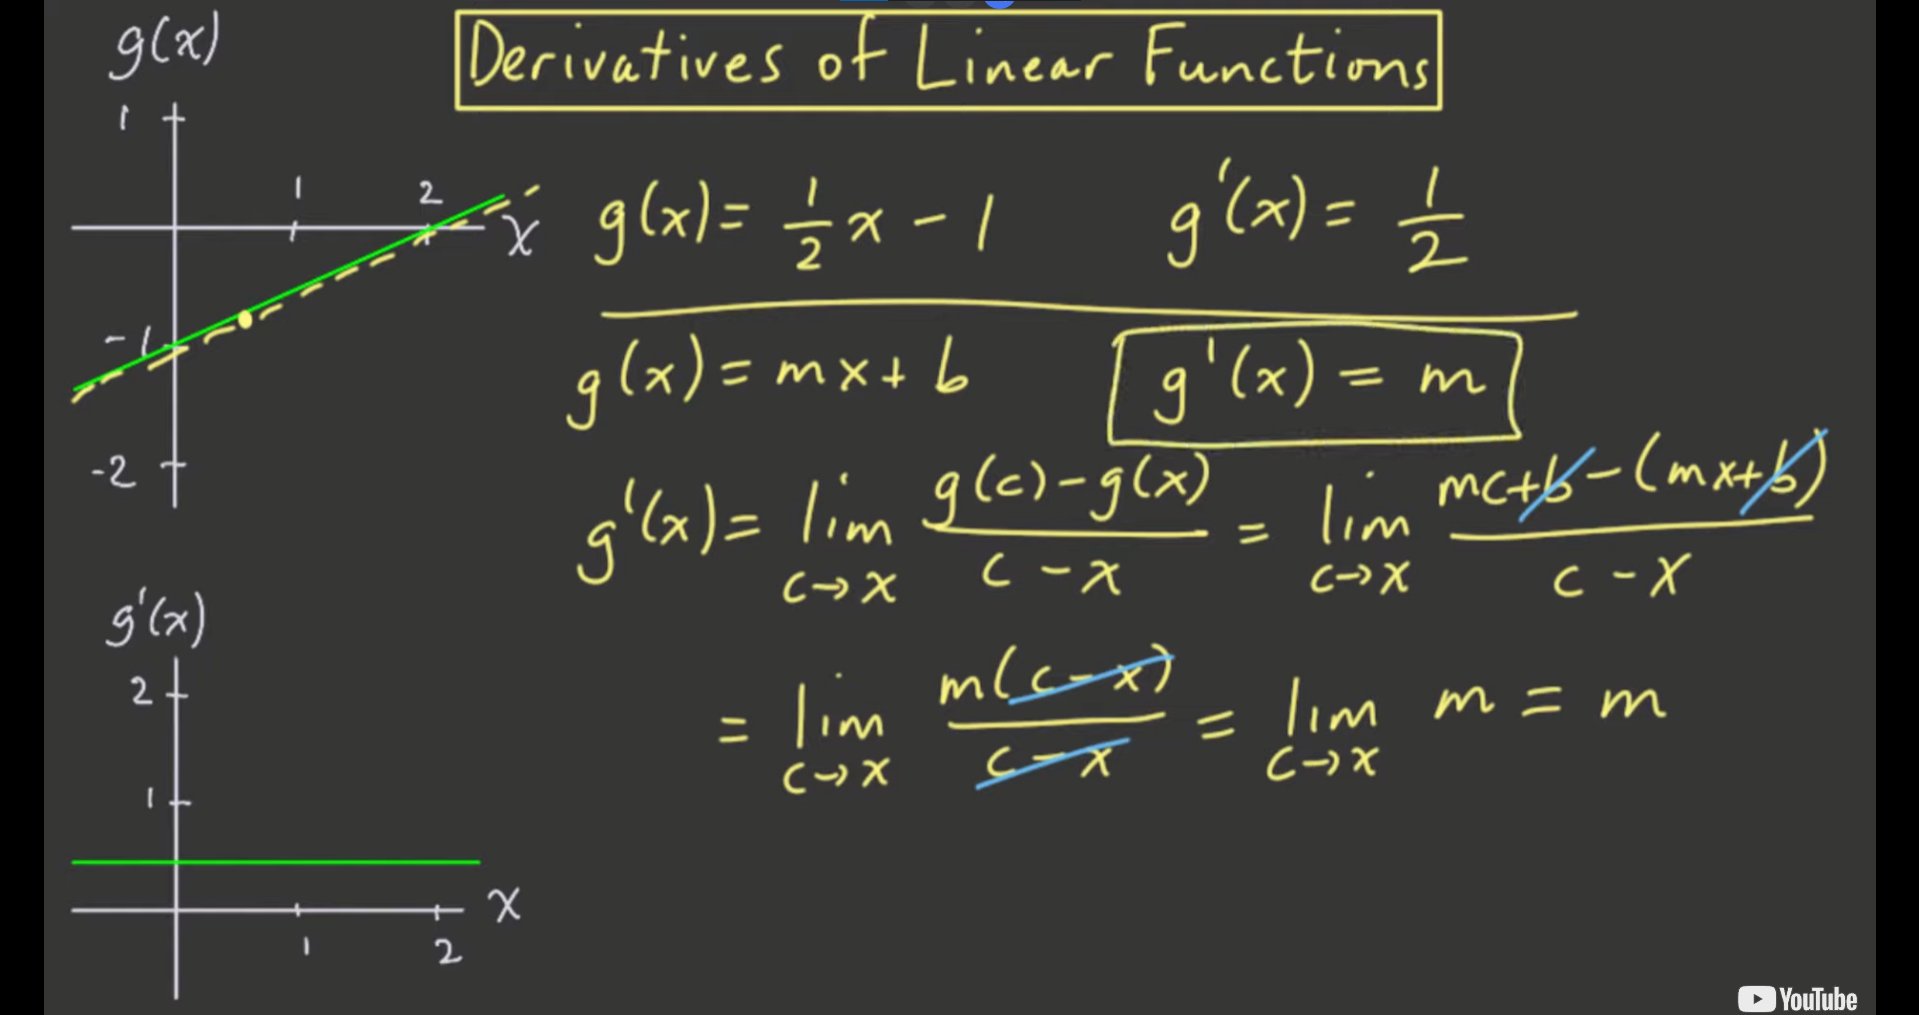 Derivatives of Linear Functions
g(x)
1
1 2
x
-1
-2
g(x) = 1/2 x - 1 g'(x) = 1/2
g(x) = mx + b g'(x) = m
g'(x) = lim c→x (g(c) - g(x))/(c - x) = lim c→x (mc + b - (mx + b))/(c - x)
= lim c→x m(c - x)/(c - x) = lim c→x m = m
g'(x)
2
1
x
1 2
YouTube